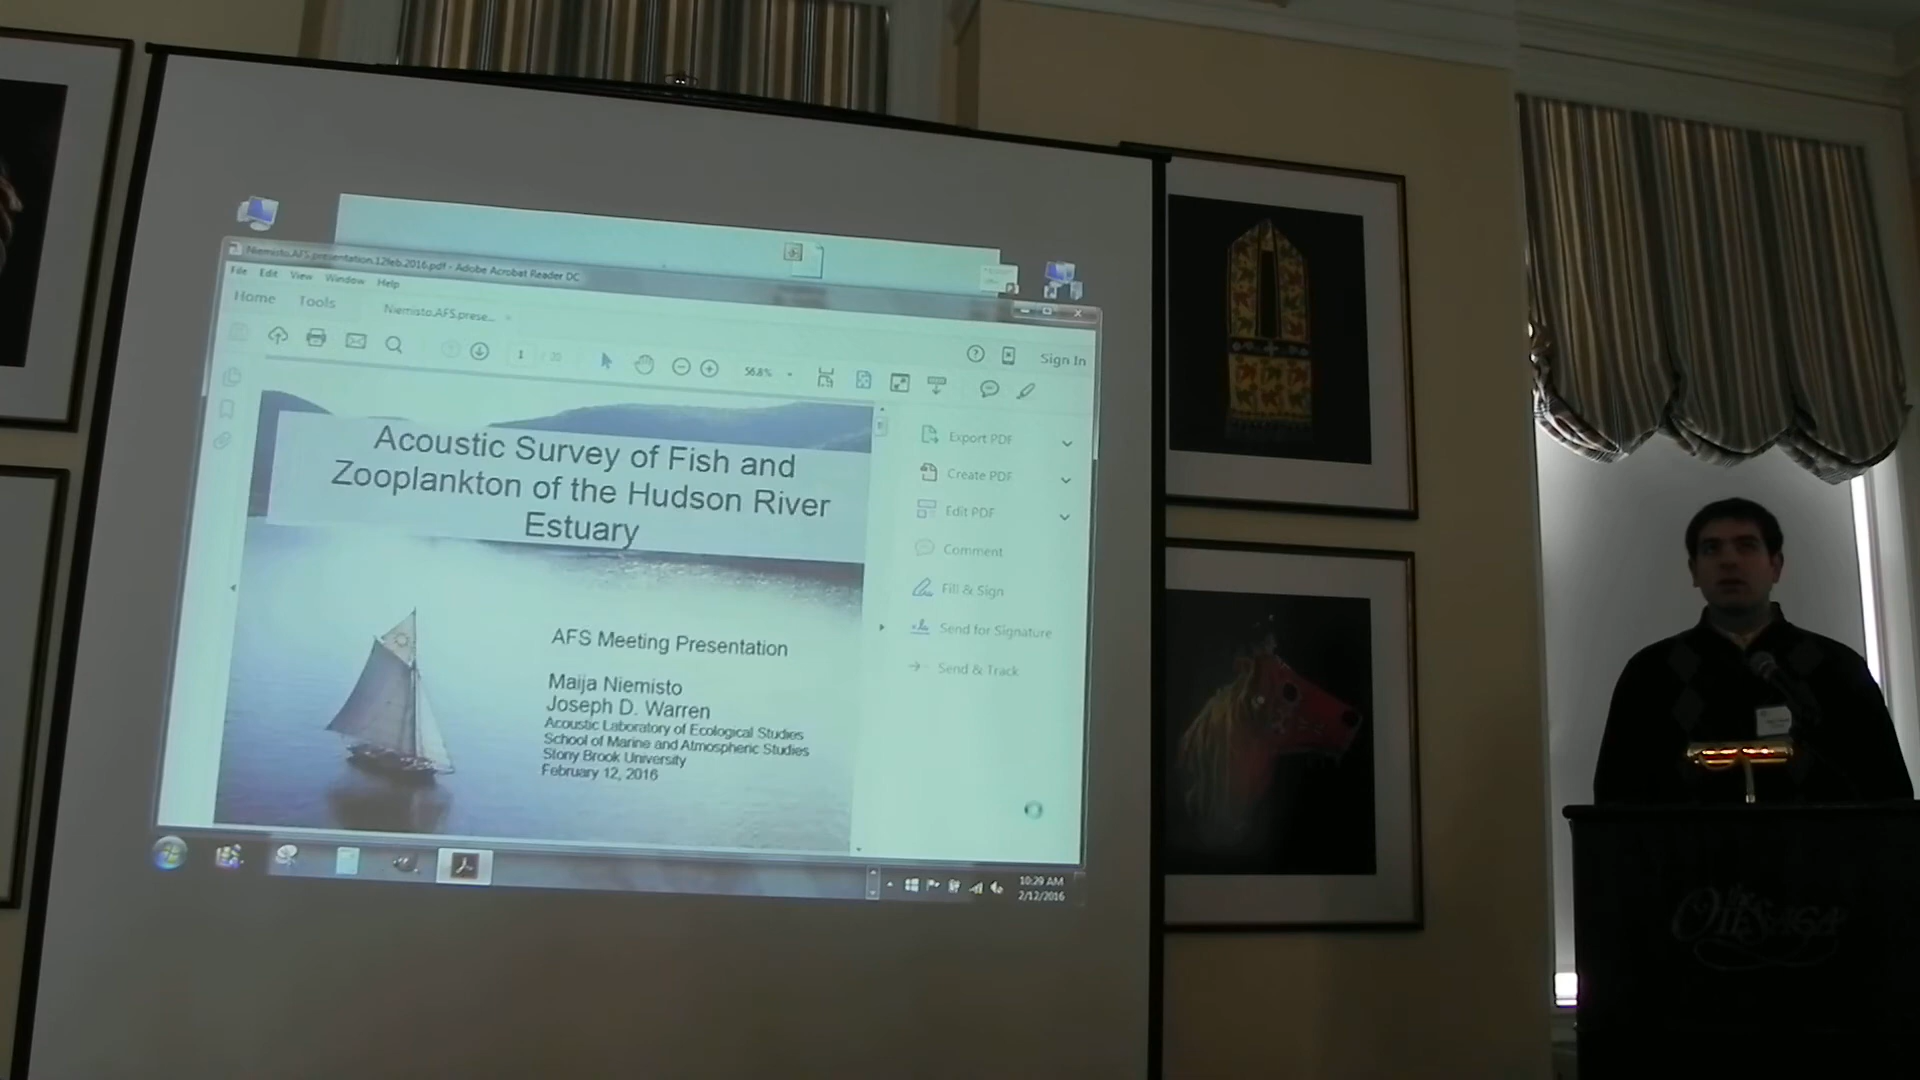 Niemisto.AFS.presentation.12feb.2016.pdf - Adobe Acrobat Reader DC
File Edit View Window Help
Home Tools Niemisto.AFS.prese...
1 / 20 56.8% Sign In
Acoustic Survey of Fish and
Zooplankton of the Hudson River
Estuary
AFS Meeting Presentation
Maija Niemisto
Joseph D. Warren
Acoustic Laboratory of Ecological Studies
School of Marine and Atmospheric Studies
Stony Brook University
February 12, 2016
Export PDF
Create PDF
Edit PDF
Comment
Fill & Sign
Send for Signature
Send & Track
10:29 AM
2/12/2016
The
OTESAGA